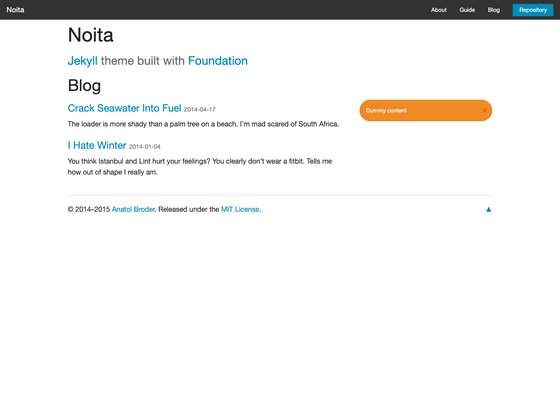 Noita
About Guide Blog Repository
Noita
Jekyll theme built with Foundation
Blog
Crack Seawater Into Fuel 2014-04-17
The loader is more shady than a palm tree on a beach. I'm mad scared of South Africa.
I Hate Winter 2014-01-04
You think Istanbul and Lint hurt your feelings? You clearly don't wear a fitbit. Tells me
how out of shape I really am.
Dummy content ×
© 2014–2015 Anatol Broder. Released under the MIT License.
▲